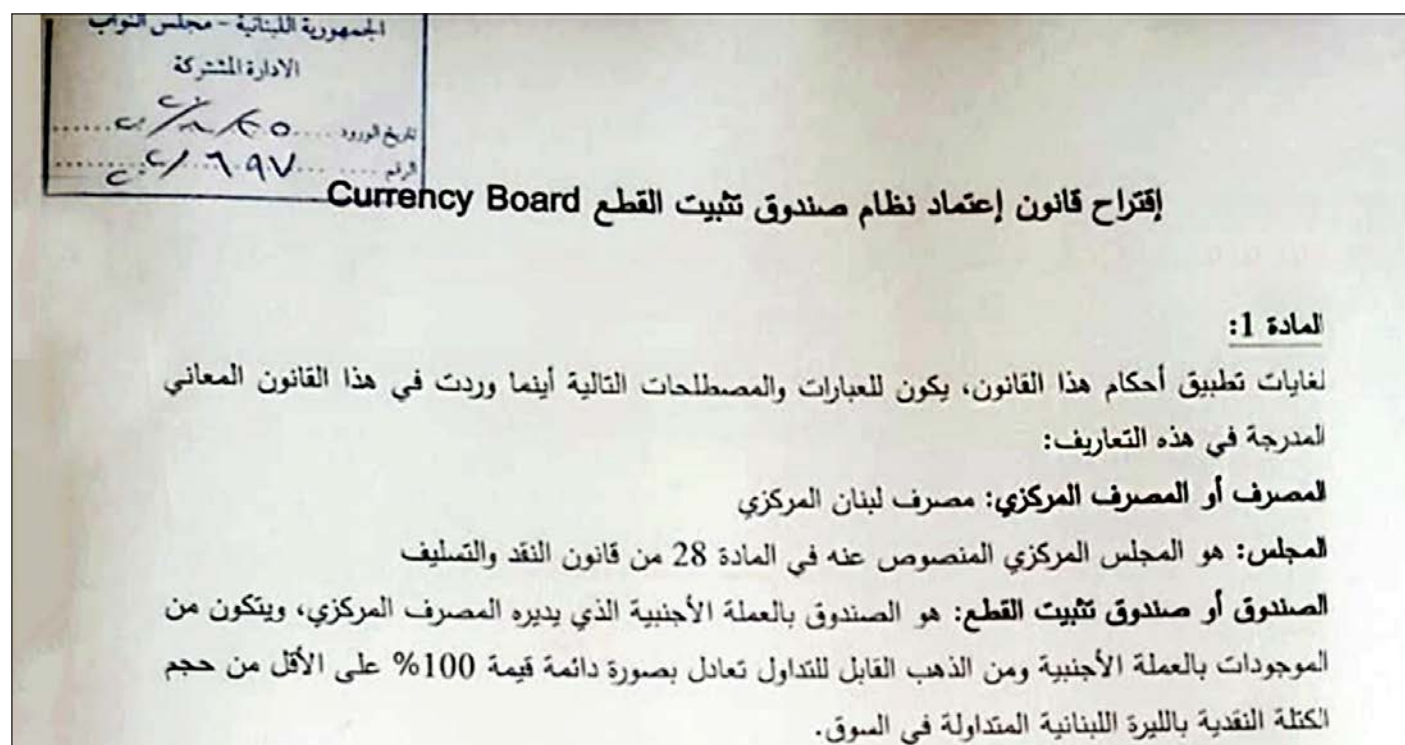 الجمهورية اللبنانية - مجلس النواب
الادارة المشتركة
تاريخ الورود
الرقم
إقتراح قانون إعتماد نظام صندوق تثبيت القطع Currency Board
المادة 1:
لغايات تطبيق أحكام هذا القانون، يكون للعبارات والمصطلحات التالية أينما وردت في هذا القانون المعاني
المدرجة في هذه التعاريف:
المصرف أو المصرف المركزي: مصرف لبنان المركزي
المجلس: هو المجلس المركزي المنصوص عنه في المادة 28 من قانون النقد والتسليف
الصندوق أو صندوق تثبيت القطع: هو الصندوق بالعملة الأجنبية الذي يديره المصرف المركزي، ويتكون من
الموجودات بالعملة الأجنبية ومن الذهب القابل للتداول تعادل بصورة دائمة قيمة 100% على الأقل من حجم
الكتلة النقدية بالليرة اللبنانية المتداولة في السوق.